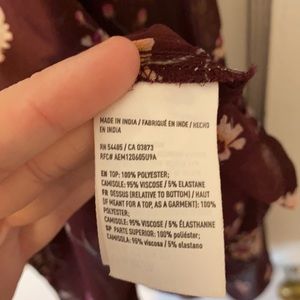 MADE IN INDIA / FABRIQUÉ EN INDE / HECHO
EN INDIA
RN 54485 / CA 03873
RFC# AEM120605U9A
EN TOP: 100% POLYESTER;
CAMISOLE: 95% VISCOSE / 5% ELASTANE
FR DESSUS (RELATIVE TO BOTTOM) / HAUT
(IF MEANT FOR A TOP, AS A GARMENT): 100%
POLYESTER;
CAMISOLE: 95% VISCOSE / 5% ÉLASTHANNE
SP PARTE SUPERIOR: 100% poliéster;
CAMISOLA: 95% viscosa / 5% elastano